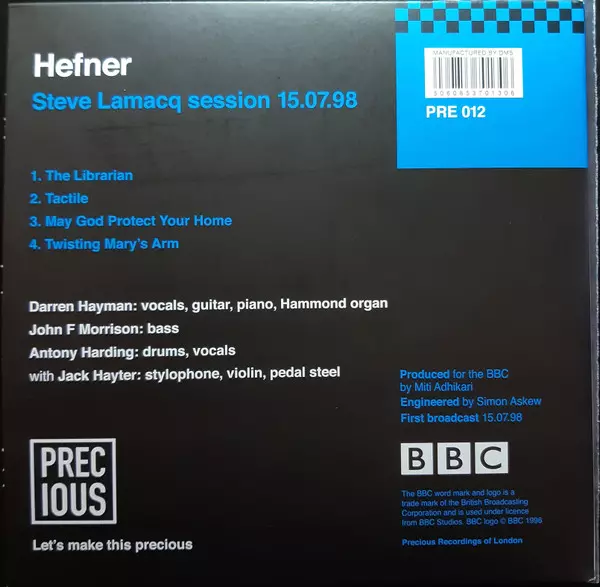 Hefner
Steve Lamacq session 15.07.98
MANUFACTURED BY DMS
5060853701306
PRE 012
1. The Librarian
2. Tactile
3. May God Protect Your Home
4. Twisting Mary's Arm
Darren Hayman: vocals, guitar, piano, Hammond organ
John F Morrison: bass
Antony Harding: drums, vocals
with Jack Hayter: stylophone, violin, pedal steel
Produced for the BBC
by Miti Adhikari
Engineered by Simon Askew
First broadcast 15.07.98
PREC
IOUS
Let's make this precious
BBC
The BBC word mark and logo is a
trade mark of the British Broadcasting
Corporation and is used under licence
from BBC Studios. BBC logo © BBC 1996
Precious Recordings of London